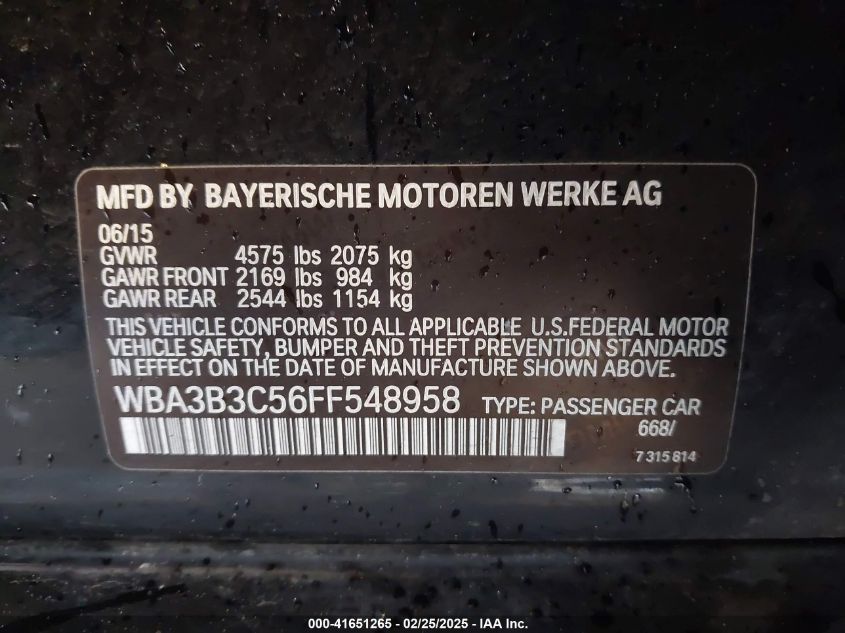 MFD BY BAYERISCHE MOTOREN WERKE AG
06/15
GVWR 4575 lbs 2075 kg
GAWR FRONT 2169 lbs 984 kg
GAWR REAR 2544 lbs 1154 kg
THIS VEHICLE CONFORMS TO ALL APPLICABLE U.S.FEDERAL MOTOR
VEHICLE SAFETY, BUMPER AND THEFT PREVENTION STANDARDS
IN EFFECT ON THE DATE OF MANUFACTURE SHOWN ABOVE.
WBA3B3C56FF548958 TYPE: PASSENGER CAR
668/
7 315 814
000-41651265 - 02/25/2025 - IAA Inc.